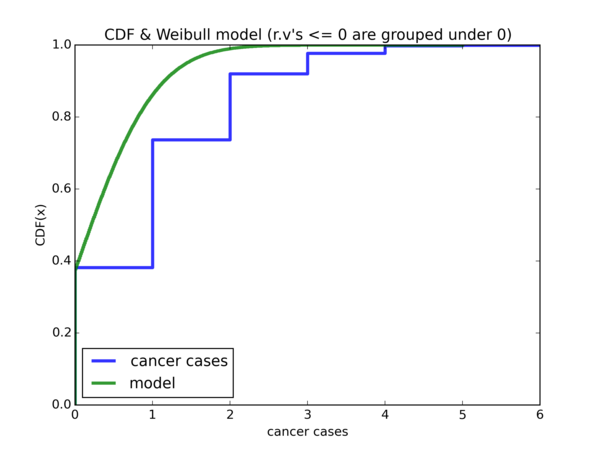 CDF & Weibull model (r.v's <= 0 are grouped under 0)
1.0
0.8
0.6
0.4
0.2
0.0
CDF(x)
cancer cases
model
0 1 2 3 4 5 6
cancer cases